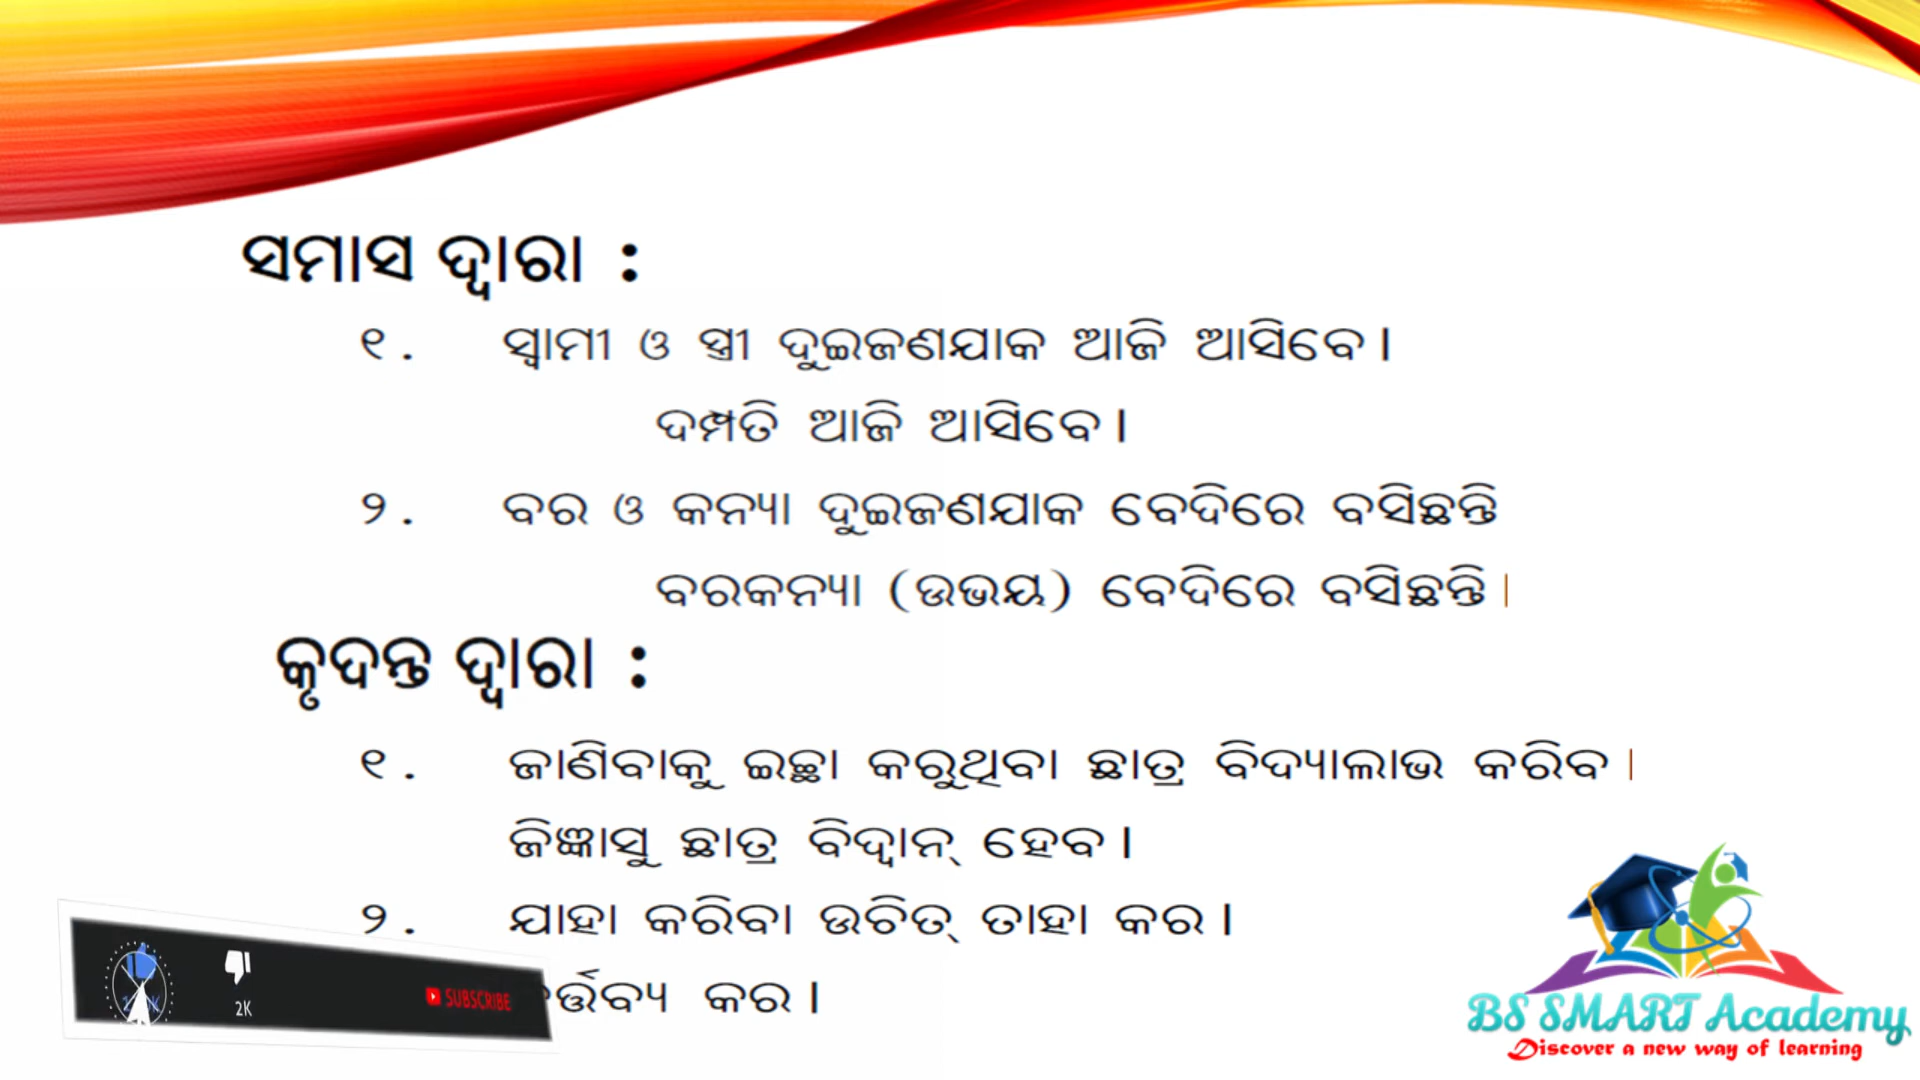 ସମାସ ଦ୍ୱାରା :
୧. ସ୍ୱାମୀ ଓ ସ୍ତ୍ରୀ ଦୁଇଜଣଯାକ ଆଜି ଆସିବେ।
ଦମ୍ପତି ଆଜି ଆସିବେ।
୨. ବର ଓ କନ୍ୟା ଦୁଇଜଣଯାକ ବେଦିରେ ବସିଛନ୍ତି
ବରକନ୍ୟା (ଉଭୟ) ବେଦିରେ ବସିଛନ୍ତି।
କୃଦନ୍ତ ଦ୍ୱାରା :
୧. ଜାଣିବାକୁ ଇଚ୍ଛା କରୁଥିବା ଛାତ୍ର ବିଦ୍ୟାଲାଭ କରିବ।
ଜିଜ୍ଞାସୁ ଛାତ୍ର ବିଦ୍ୱାନ୍ ହେବ।
୨. ଯାହା କରିବା ଉଚିତ୍ ତାହା କର।
କର।
2K
SUBSCRIBE
BS SMART Academy
Discover a new way of learning